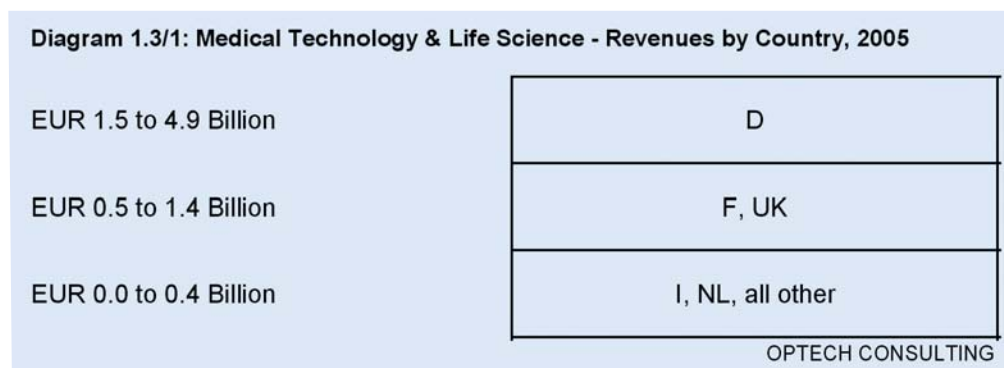 Diagram 1.3/1: Medical Technology & Life Science - Revenues by Country, 2005
EUR 1.5 to 4.9 Billion D
EUR 0.5 to 1.4 Billion F, UK
EUR 0.0 to 0.4 Billion I, NL, all other
OPTECH CONSULTING